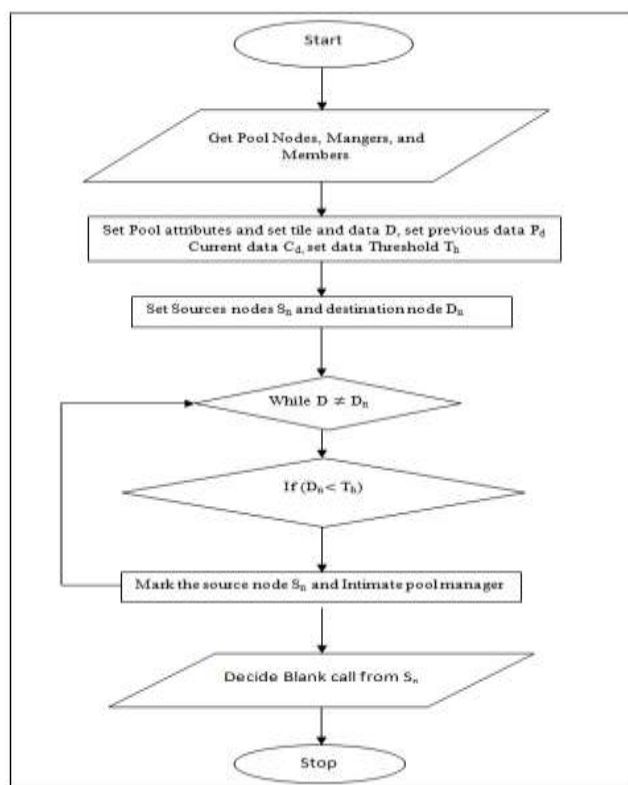 Start
Get Pool Nodes, Mangers, and
Members
Set Pool attributes and set tile and data D, set previous data Pd
Current data Cd, set data Threshold Th
Set Sources nodes Sn and destination node Dn
While D ≠ Dn
If (Dn < Th)
Mark the source node Sn and Intimate pool manager
Decide Blank call from Sn
Stop